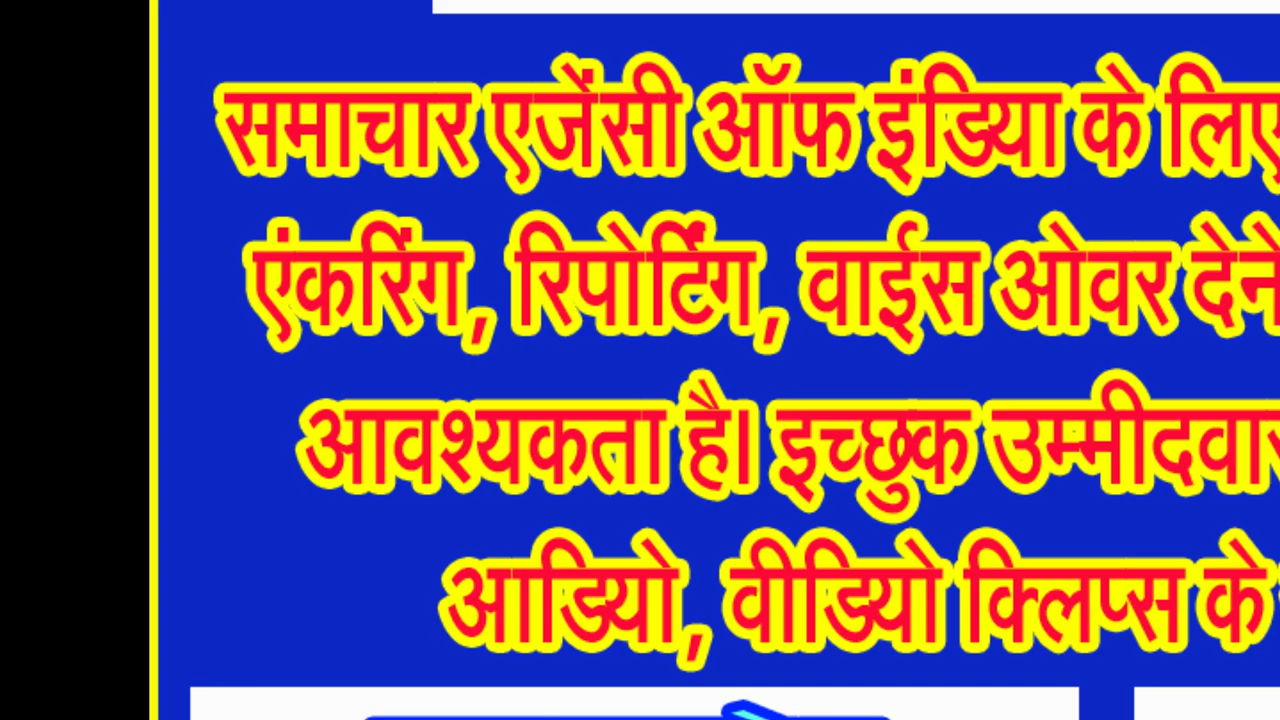 समाचार एजेंसी ऑफ इंडिया के लिए
एंकरिंग, रिपोर्टिंग, वाईस ओवर देने
आवश्यकता है। इच्छुक उम्मीदवार
आडियो, वीडियो क्लिप्स के